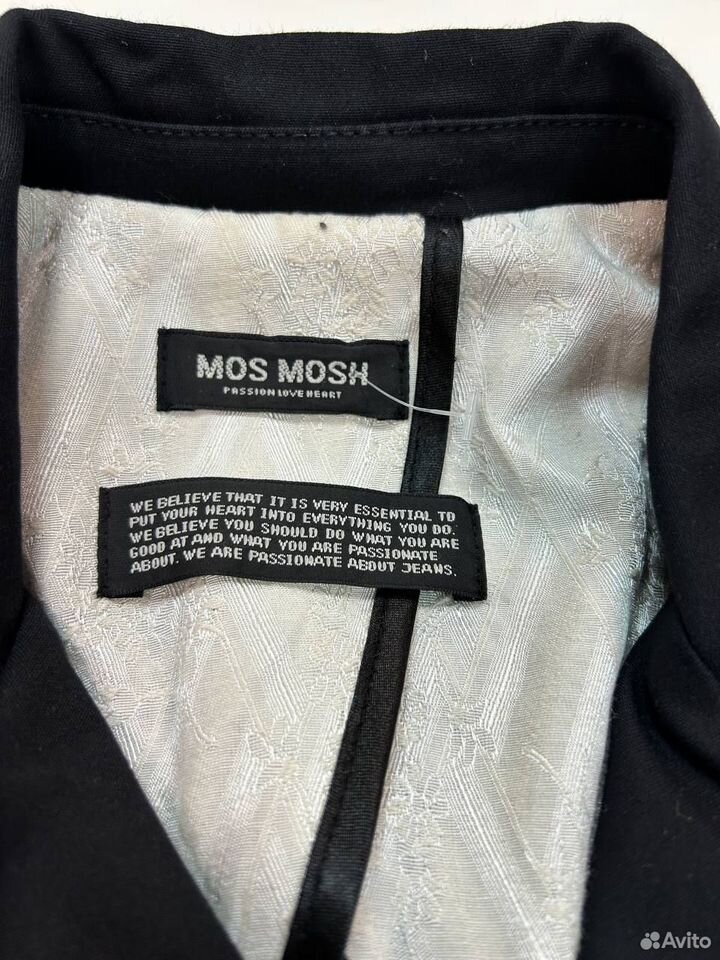 MOS MOSH
PASSION LOVE HEART
WE BELIEVE THAT IT IS VERY ESSENTIAL TO
PUT YOUR HEART INTO EVERYTHING YOU DO.
WE BELIEVE YOU SHOULD DO WHAT YOU ARE
GOOD AT AND WHAT YOU ARE PASSIONATE
ABOUT. WE ARE PASSIONATE ABOUT JEANS.
Avito